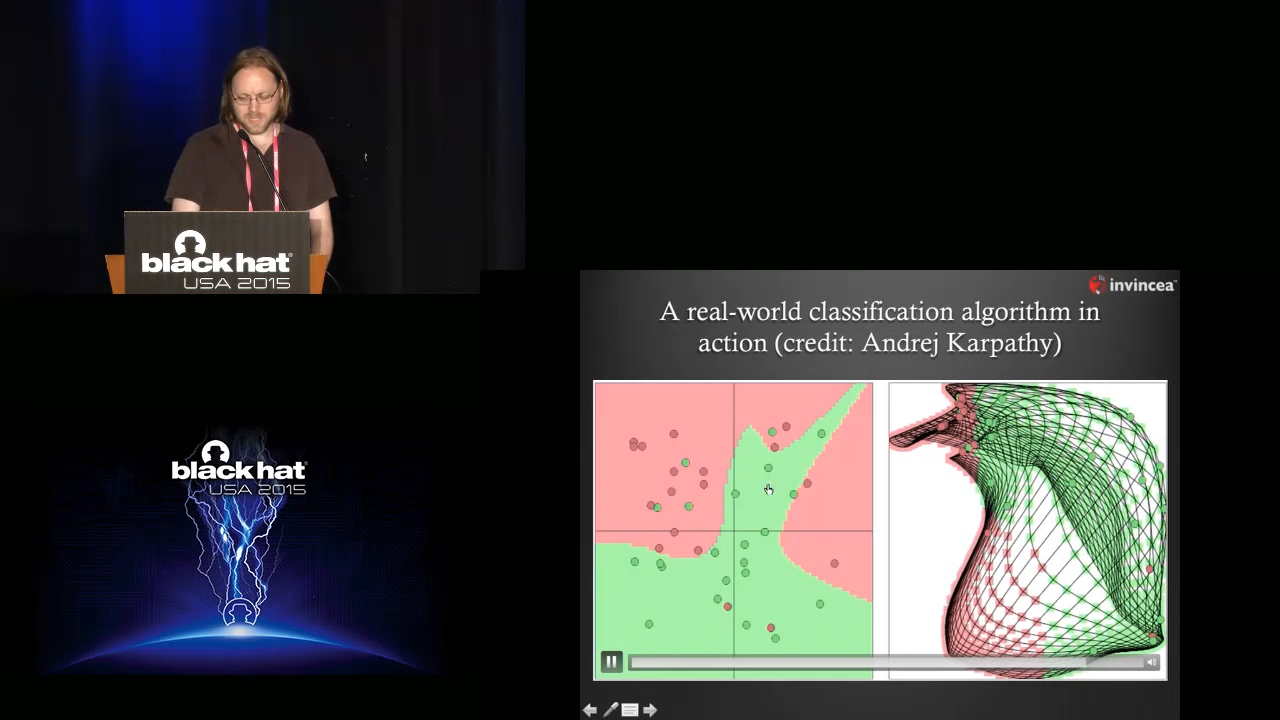 black hat
USA 2015
invincea
A real-world classification algorithm in
action (credit: Andrej Karpathy)
black hat
USA 2015